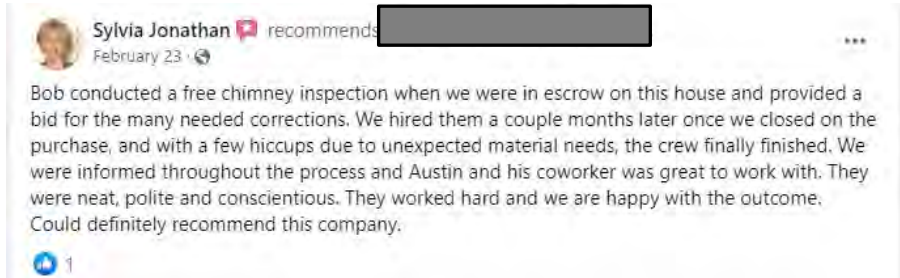 Sylvia Jonathan recommends
February 23
Bob conducted a free chimney inspection when we were in escrow on this house and provided a
bid for the many needed corrections. We hired them a couple months later once we closed on the
purchase, and with a few hiccups due to unexpected material needs, the crew finally finished. We
were informed throughout the process and Austin and his coworker was great to work with. They
were neat, polite and conscientious. They worked hard and we are happy with the outcome.
Could definitely recommend this company.
1